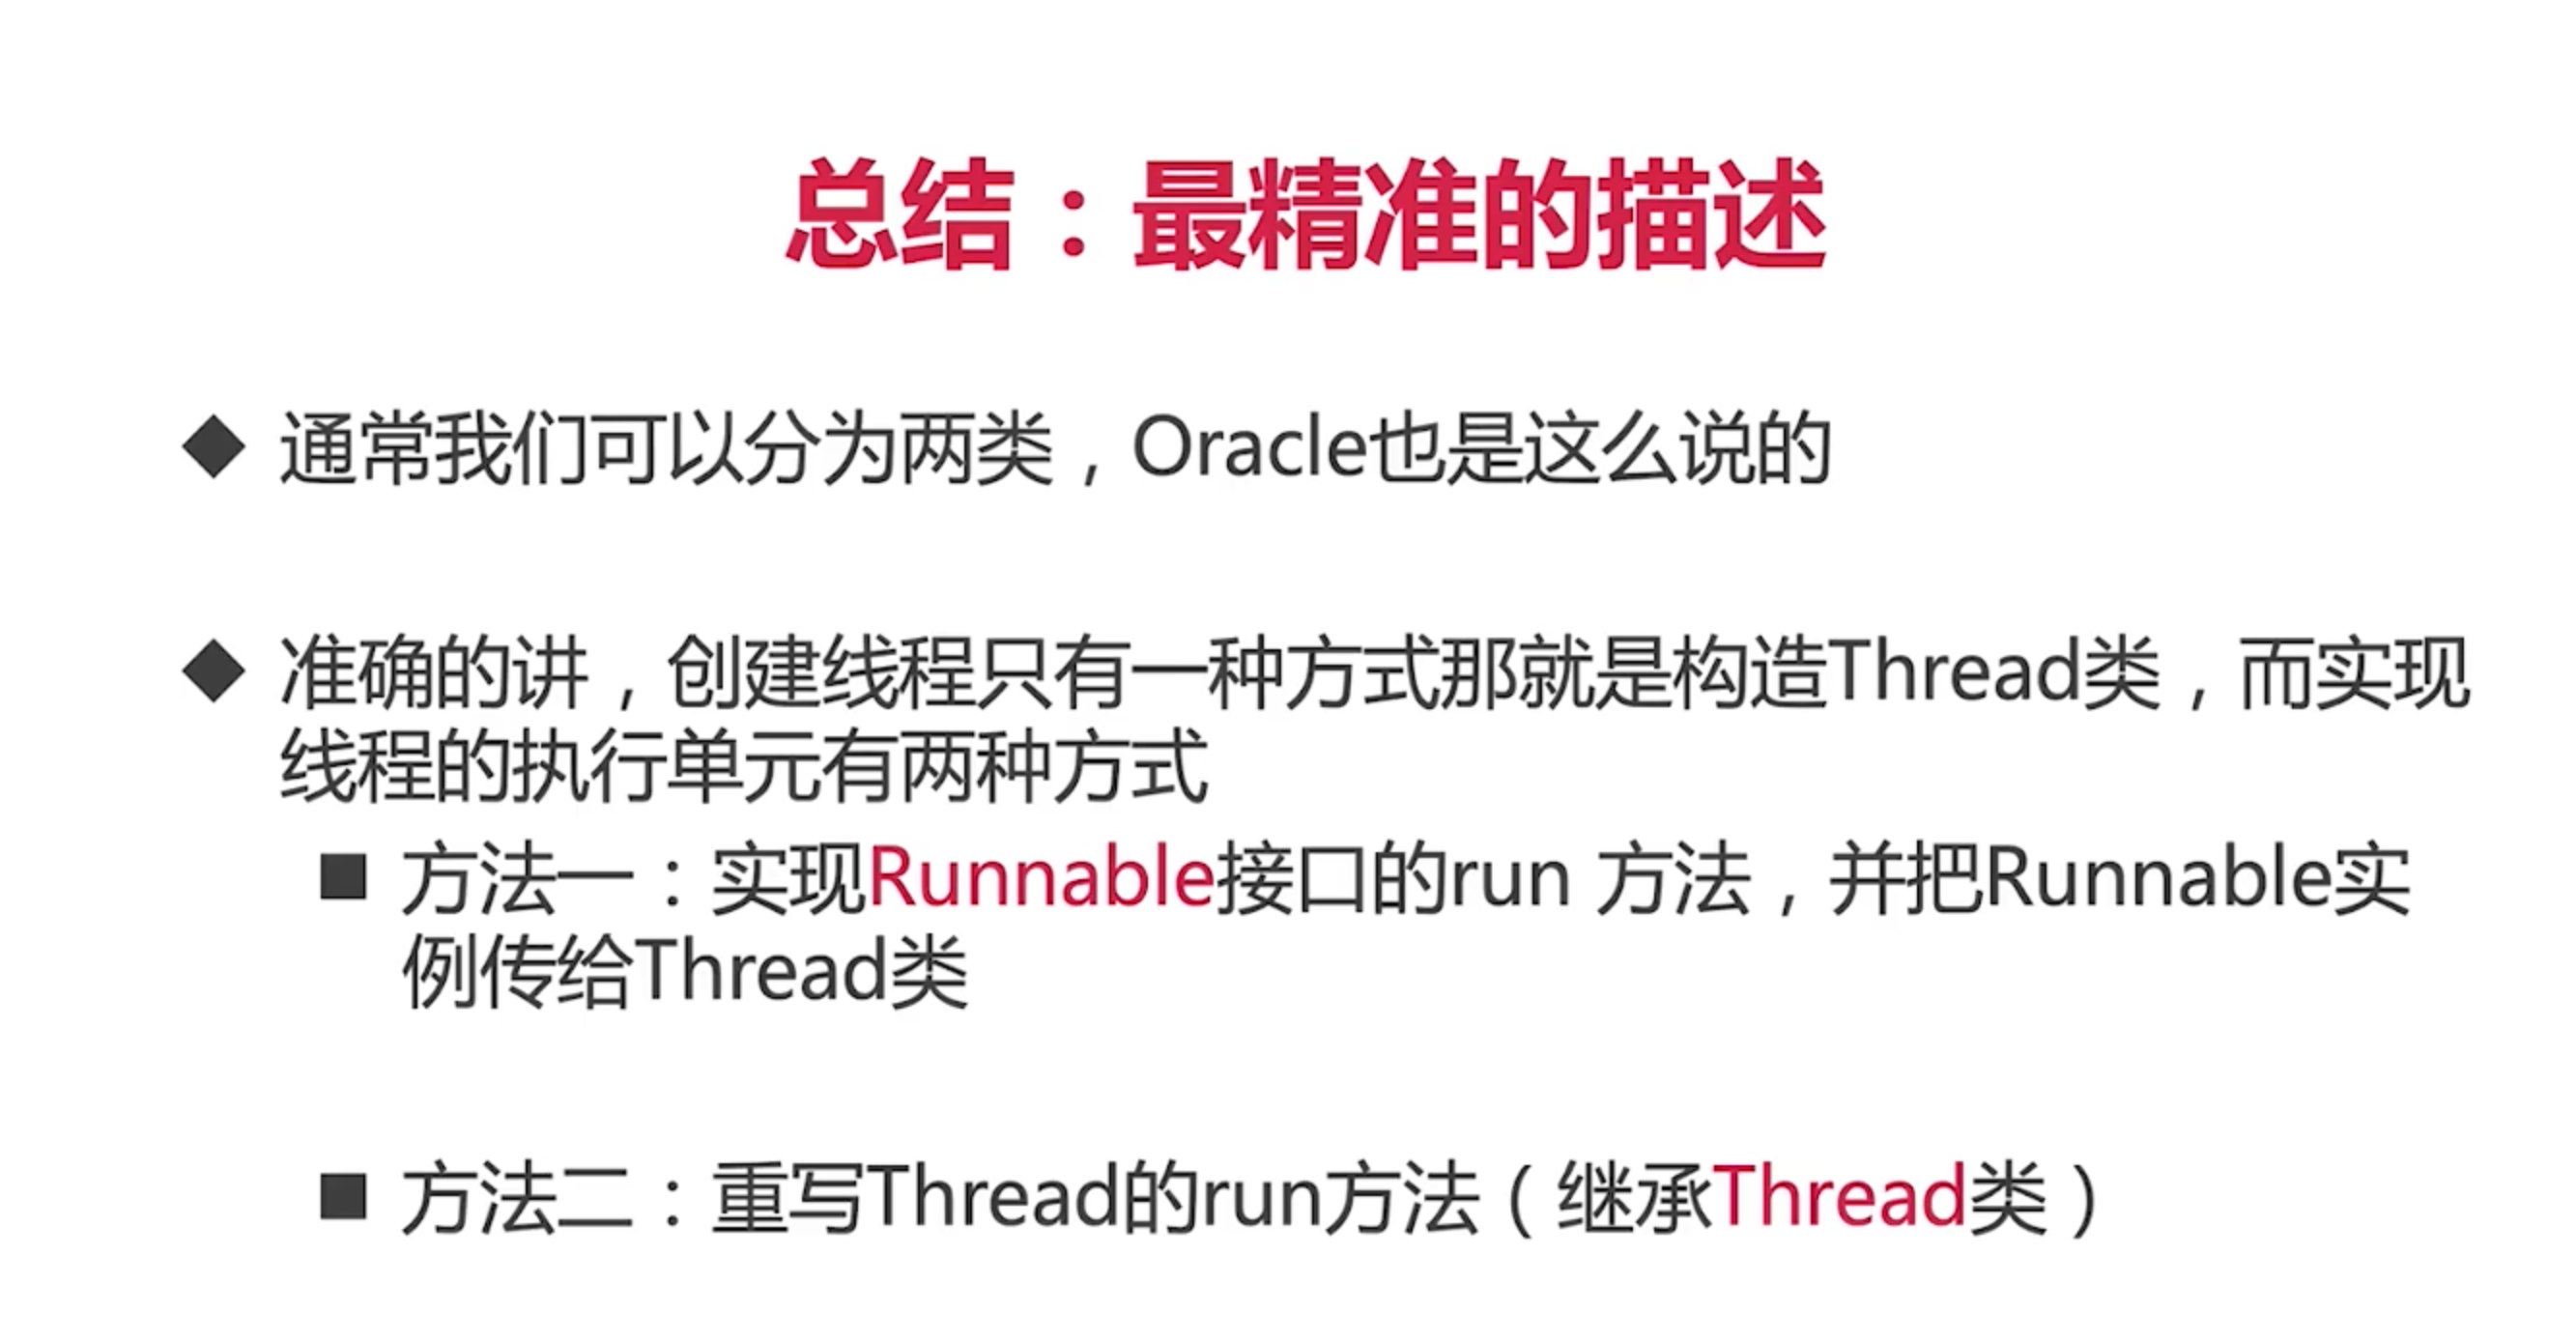 总结：最精准的描述
通常我们可以分为两类，Oracle也是这么说的
准确的讲，创建线程只有一种方式那就是构造Thread类，而实现
线程的执行单元有两种方式
方法一：实现Runnable接口的run 方法，并把Runnable实
例传给Thread类
方法二：重写Thread的run方法（继承Thread类）